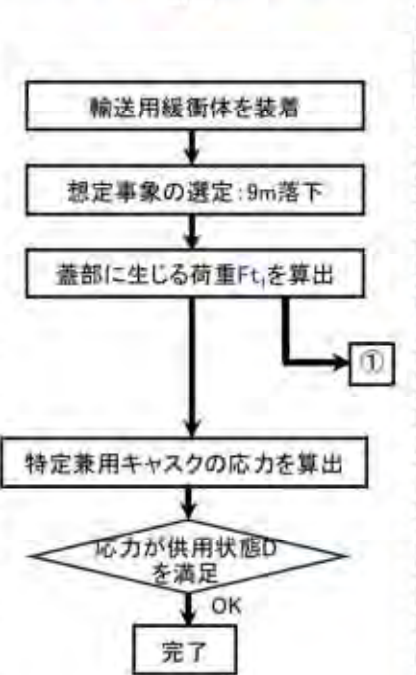 輸送用緩衝体を装着
想定事象の選定:9m落下
蓋部に生じる荷重Ft₁を算出
①
特定兼用キャスクの応力を算出
応力が供用状態D
を満足
OK
完了